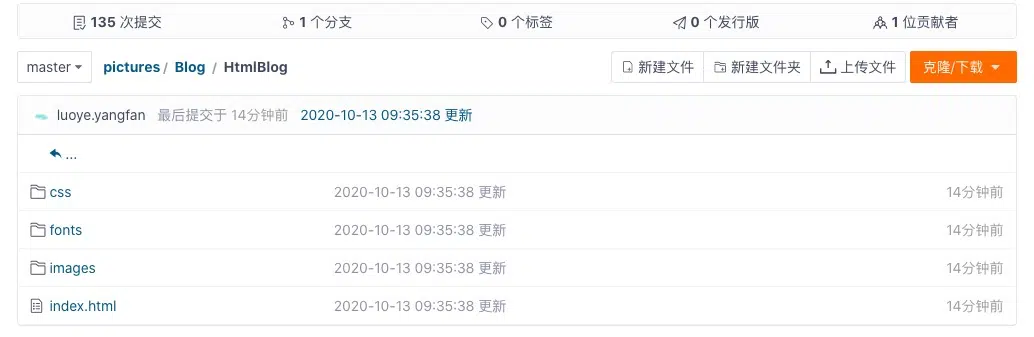 135 次提交 1 个分支 0 个标签 0 个发行版 1 位贡献者
master pictures / Blog / HtmlBlog 新建文件 新建文件夹 上传文件 克隆/下载
luoye.yangfan 最后提交于 14分钟前 2020-10-13 09:35:38 更新
...
css 2020-10-13 09:35:38 更新 14分钟前
fonts 2020-10-13 09:35:38 更新 14分钟前
images 2020-10-13 09:35:38 更新 14分钟前
index.html 2020-10-13 09:35:38 更新 14分钟前